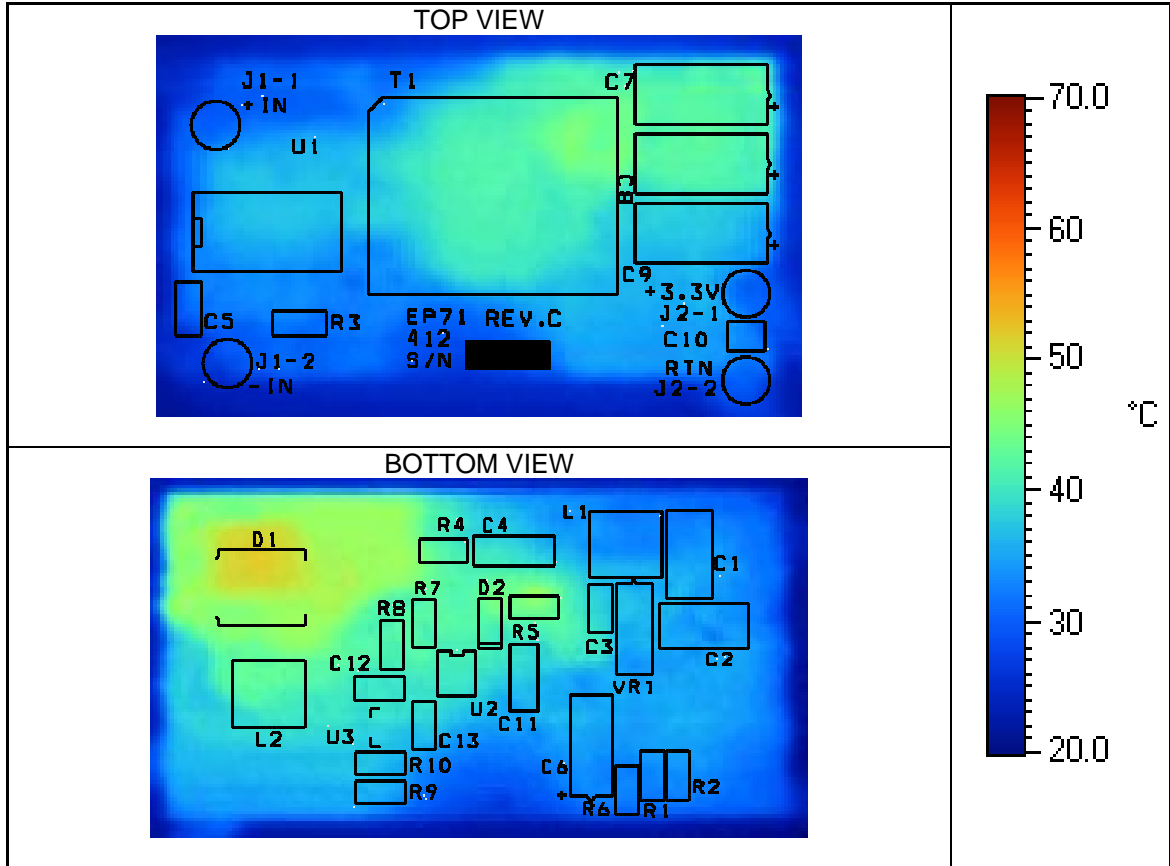 TOP VIEW
J1-1
+IN
T1
C7
U1
B3
C9
+3.3V
J2-1
C5
R3
EP71 REV.C
412
S/N
C10
J1-2
-IN
RTN
J2-2
BOTTOM VIEW
D1
R4
C4
L1
C1
R7
D2
R8
R5
C3
C2
C12
VR1
U2
C11
L2
U3
C13
R10
C6
R9
+
R6
R1
R2
70.0
60
50
°C
40
30
20.0